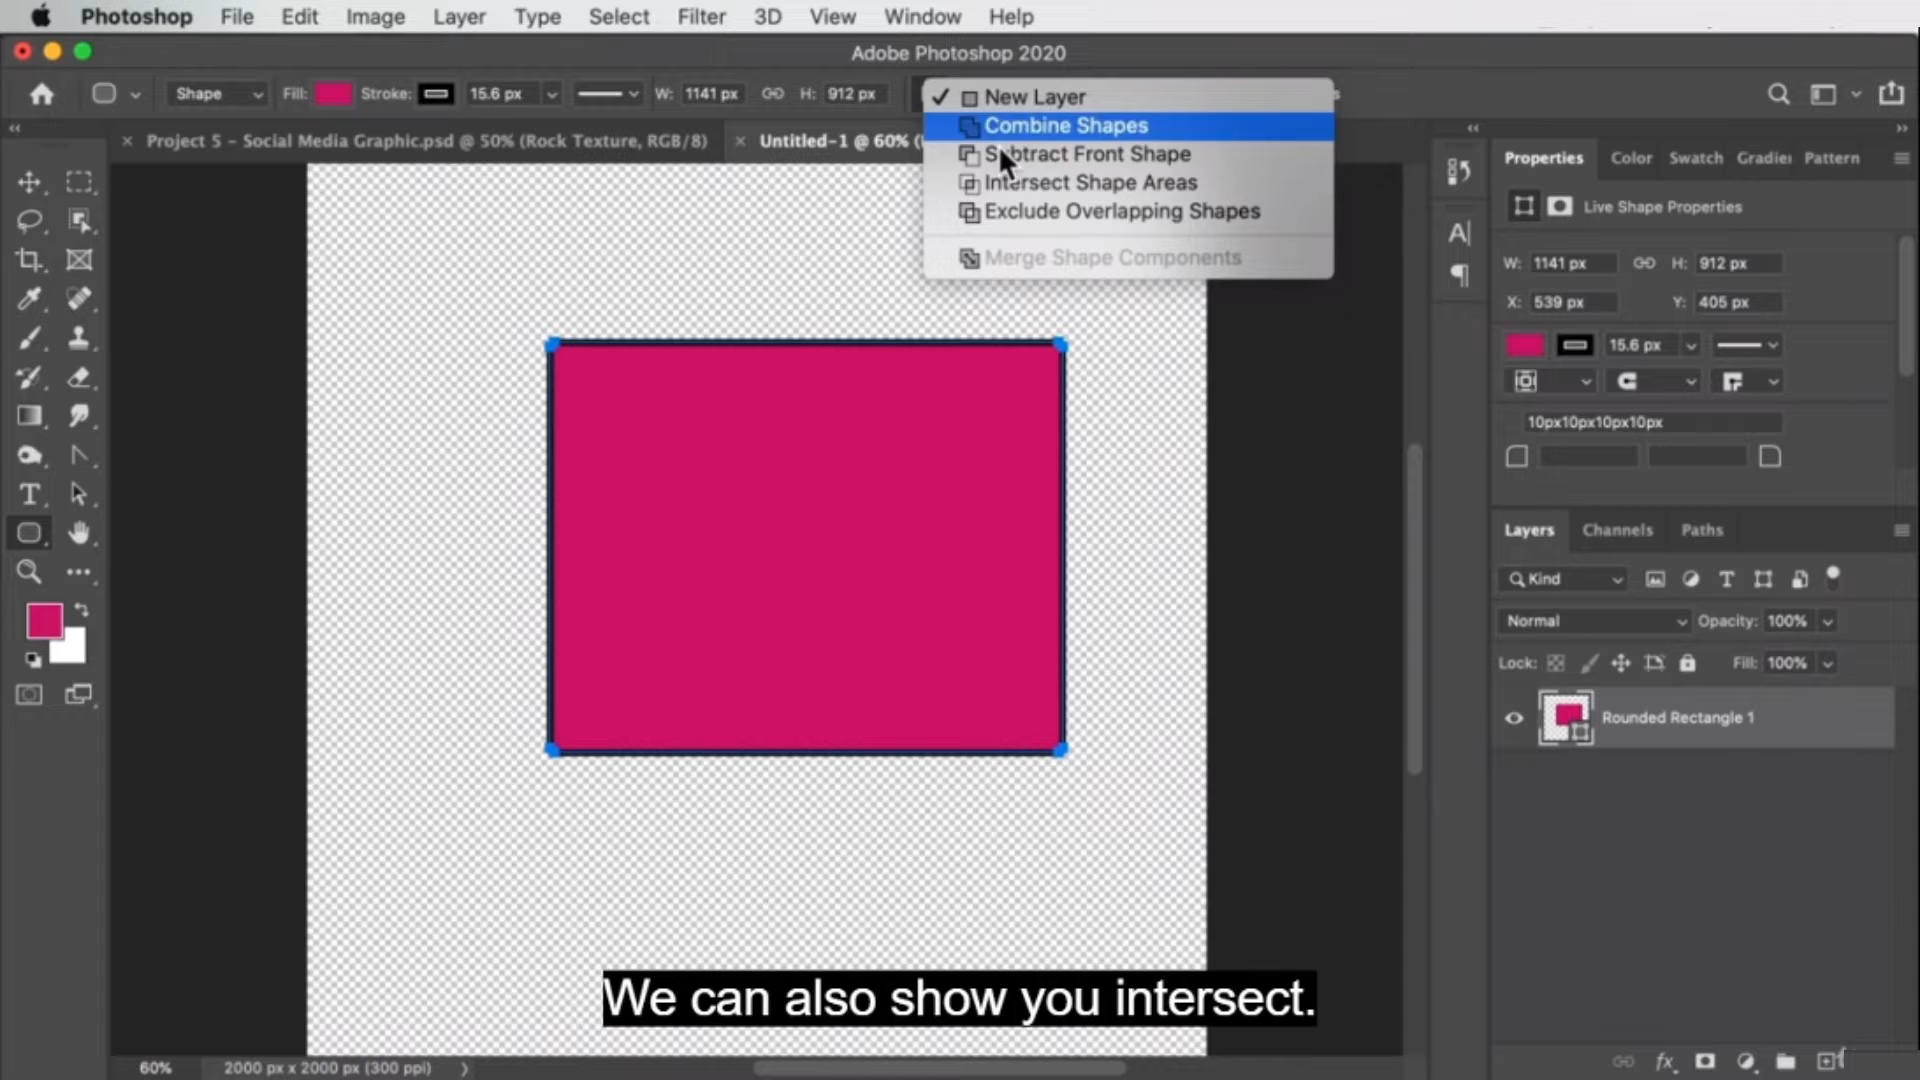 Photoshop File Edit Image Layer Type Select Filter 3D View Window Help
Adobe Photoshop 2020
Shape Fill: Stroke: 15.6 px W: 1141 px H: 912 px
New Layer
Combine Shapes
Subtract Front Shape
Intersect Shape Areas
Exclude Overlapping Shapes
Merge Shape Components
× Project 5 - Social Media Graphic.psd @ 50% (Rock Texture, RGB/8) × Untitled-1 @ 60% (
Properties Color Swatch Gradie Pattern
Live Shape Properties
W: 1141 px H: 912 px
X: 539 px Y: 405 px
15.6 px
10px10px10px10px
Layers Channels Paths
Kind
Normal Opacity: 100%
Lock: Fill: 100%
Rounded Rectangle 1
We can also show you intersect.
60% 2000 px x 2000 px (300 ppi)